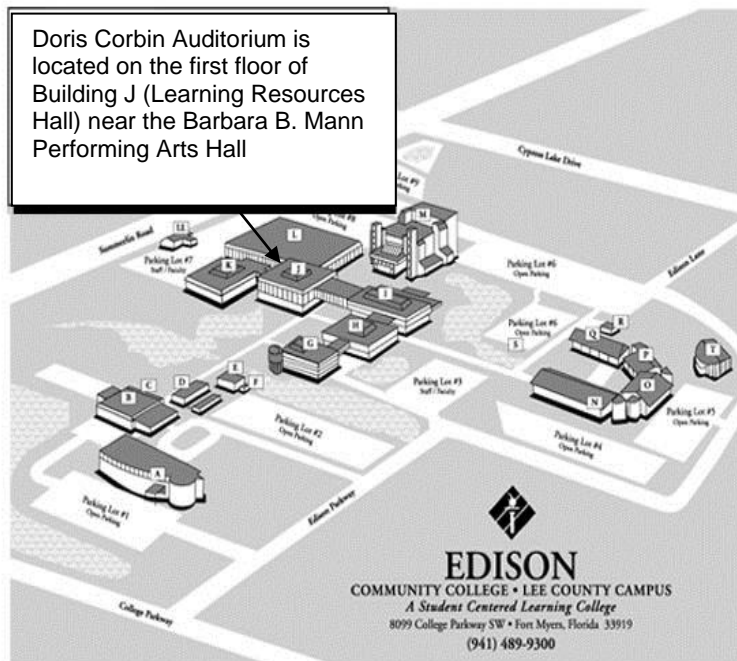 Doris Corbin Auditorium is
located on the first floor of
Building J (Learning Resources
Hall) near the Barbara B. Mann
Performing Arts Hall
Cypress Lake Drive
Parking
Open Parking
M
LL
Summerlin Road
L
Parking Lot #7
Staff / Faculty
K
J
Parking Lot #6
Open Parking
Edison Lane
I
H
Parking Lot #6
Open Parking
S
R
Q
P
T
G
O
E
F
D
C
B
Parking Lot #3
Staff / Faculty
N
Parking Lot #5
Open Parking
Parking Lot #2
Open Parking
Parking Lot #4
Open Parking
A
Parking Lot #1
Open Parking
Edison Parkway
College Parkway
EDISON
COMMUNITY COLLEGE • LEE COUNTY CAMPUS
A Student Centered Learning College
8099 College Parkway SW • Fort Myers, Florida 33919
(941) 489-9300